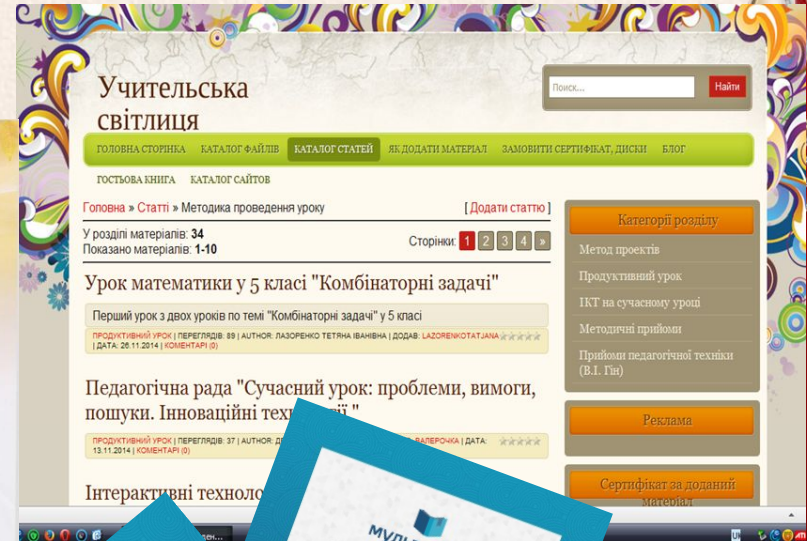 Учительська
світлиця
Поиск...
Найти
ГОЛОВНА СТОРІНКА КАТАЛОГ ФАЙЛІВ КАТАЛОГ СТАТЕЙ ЯК ДОДАТИ МАТЕРІАЛ ЗАМОВИТИ СЕРТИФІКАТ, ДИСКИ БЛОГ
ГОСТЬОВА КНИГА КАТАЛОГ САЙТОВ
Головна » Статті » Методика проведення уроку [ Додати статтю ]
У розділі матеріалів: 34
Показано матеріалів: 1-10
Сторінки: 1 2 3 4 »
Урок математики у 5 класі "Комбінаторні задачі"
Перший урок з двох уроків по темі "Комбінаторні задачі" у 5 класі
ПРОДУКТИВНИЙ УРОК | ПЕРЕГЛЯДІВ: 89 | AUTHOR: ЛАЗОРЕНКО ТЕТЯНА ІВАНІВНА | ДОДАВ: LAZORENKOTATJANA
| ДАТА: 26.11.2014 | КОМЕНТАРІ (0)
Педагогічна рада "Сучасний урок: проблеми, вимоги,
пошуки. Інноваційні
ПРОДУКТИВНИЙ УРОК | ПЕРЕГЛЯДІВ: 37 | AUTHOR: ВАЛЕРОЧКА | ДАТА:
13.11.2014 | КОМЕНТАРІ (0)
Інтерактивні
Категорії розділу
Метод проектів
Продуктивний урок
ІКТ на сучасному уроці
Методичні прийоми
Прийоми педагогічної техніки
(В.І. Гін)
Реклама
Сертифікат за доданий
матеріал